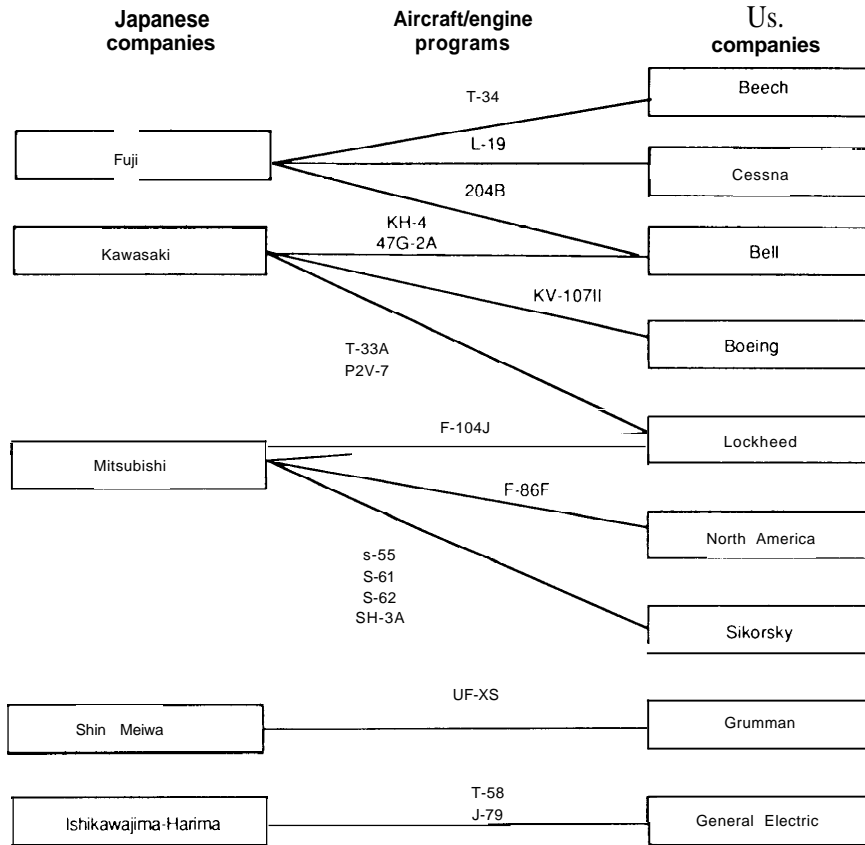 Japanese
companies
Aircraft/engine
programs
Us.
companies
T-34
Beech
L-19
Fuji
Cessna
204B
KH-4
47G-2A
Kawasaki
Bell
KV-107II
Boeing
T-33A
P2V-7
F-104J
Lockheed
Mitsubishi
F-86F
North America
s-55
S-61
S-62
SH-3A
Sikorsky
UF-XS
Shin Meiwa
Grumman
T-58
J-79
Ishikawajima-Harima
General Electric